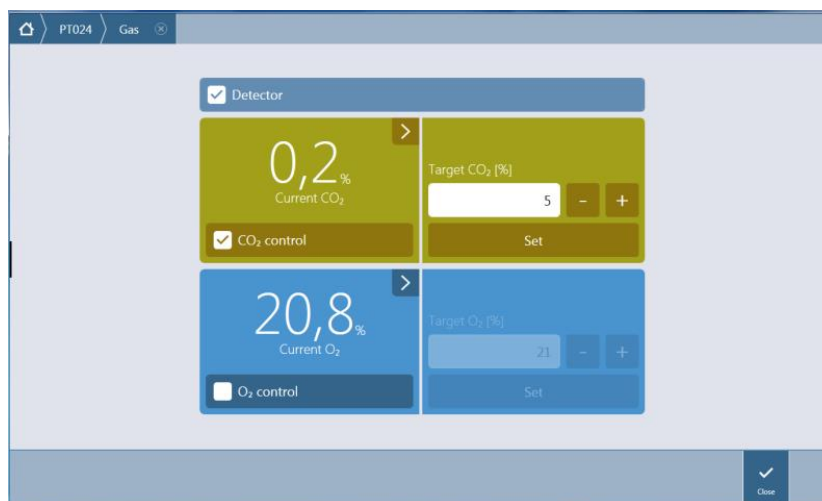 PT024 Gas
Detector
0,2 %
Current CO₂
CO₂ control
Target CO₂ [%]
5 - +
Set
20,8 %
Current O₂
O₂ control
Target O₂ [%]
21 - +
Set
Close